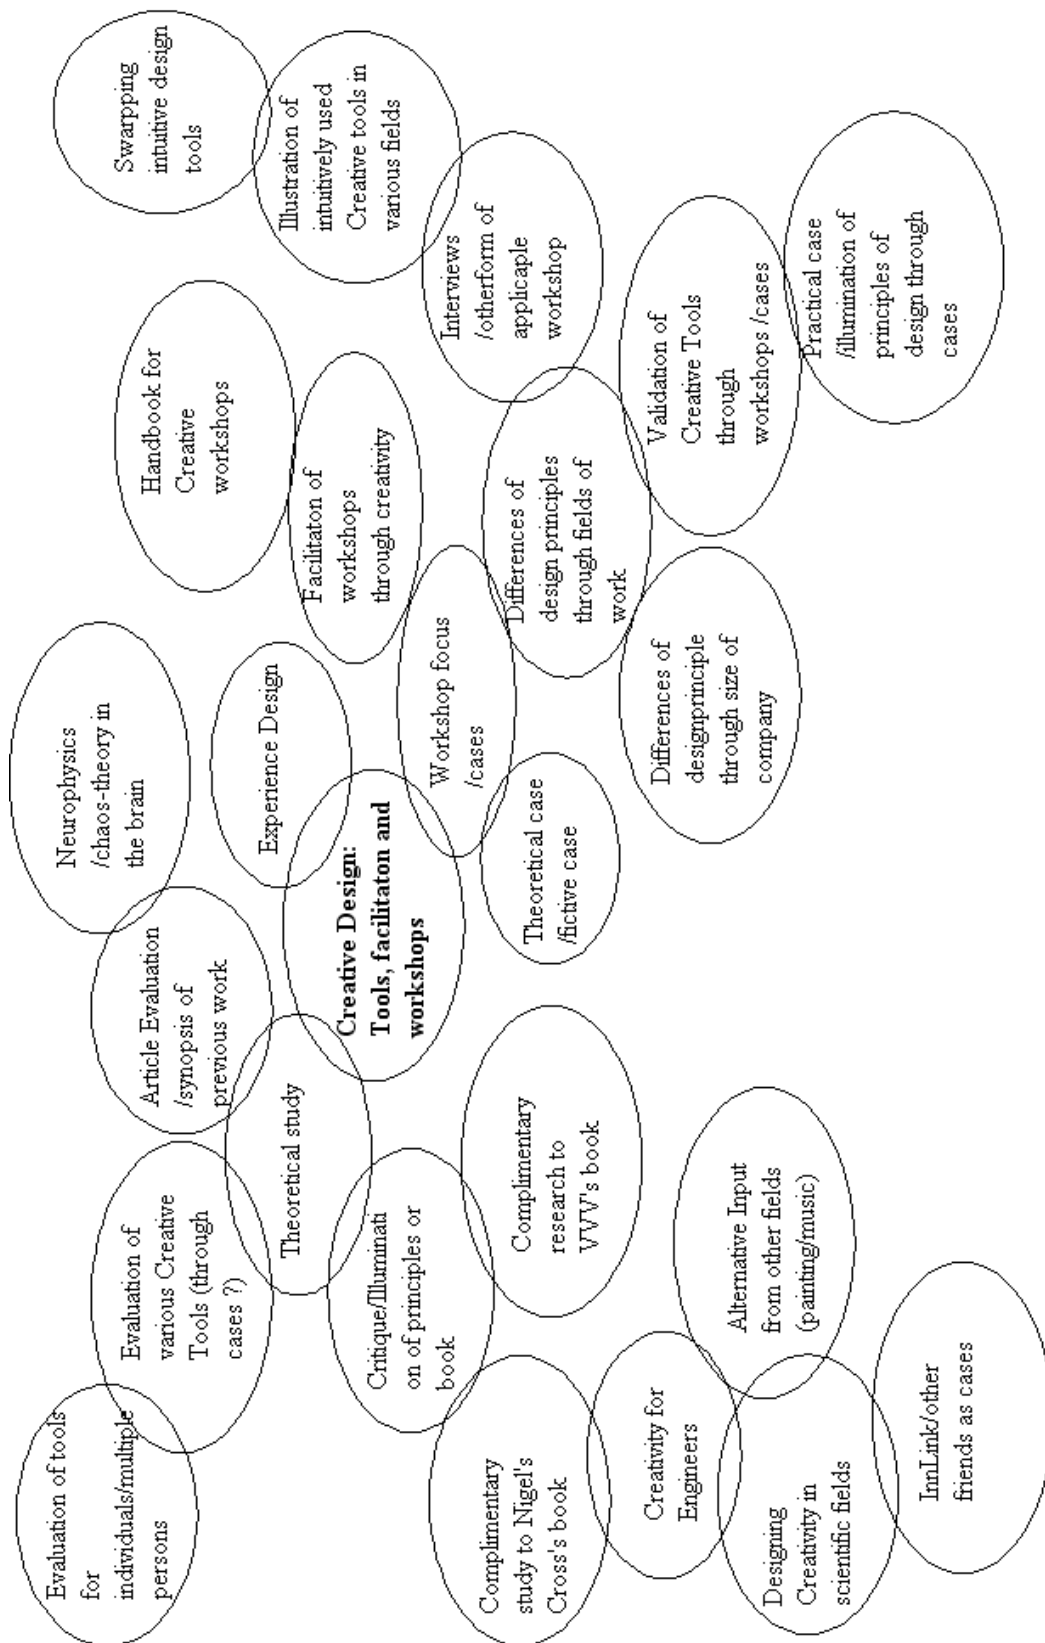 Evaluation of tools
for
individuals/multiple
persons
Neurophysics
/chaos-theory in
the brain
Swarpping
intuitive design
tools
Evaluation of
various Creative
Tools (through
cases ?)
Article Evaluation
/synopsis of
previous work
Handbook for
Creative
workshops
Experience Design
Illustration of
intuitively used
Creative tools in
various fields
Theoretical study
Facilitaton of
workshops
through creativity
Creative Design:
Tools, facilitaton and
workshops
Critique/Illuminati
on of principles or
book
Workshop focus
/cases
Interviews
/otherform of
applicaple
workshop
Complimentary
study to Nigel's
Cross's book
Complimentary
research to
VVV's book
Theoretical case
/fictive case
Differences of
design principles
through fields of
work
Creativity for
Engineers
Differences of
designprinciple
through size of
company
Validation of
Creative Tools
through
workshops /cases
Alternative Input
from other fields
(painting/music)
Designing
Creativity in
scientific fields
Practical case
/illumination of
principles of
design through
cases
InnLink/other
friends as cases